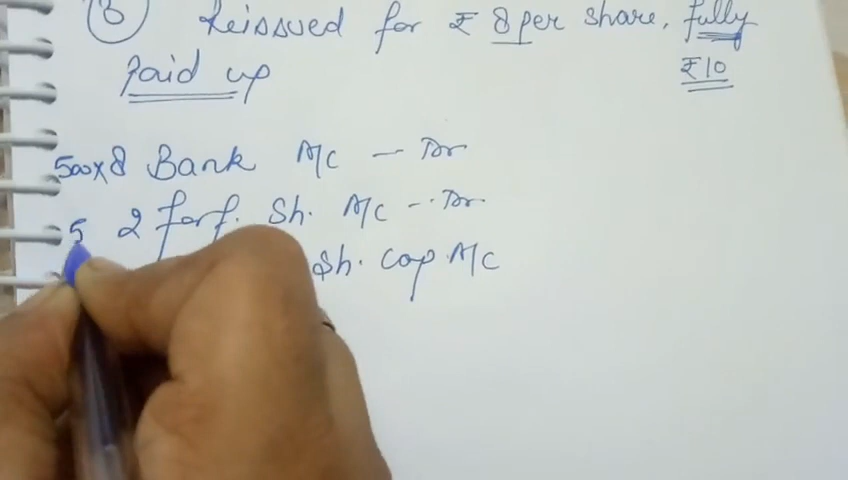 B Reissued for ₹ 8 per share, fully
Paid up ₹10
500×8 Bank A/c — Dr
5 2 forf. Sh. A/c -- Dr.
Sh. Cap. A/c